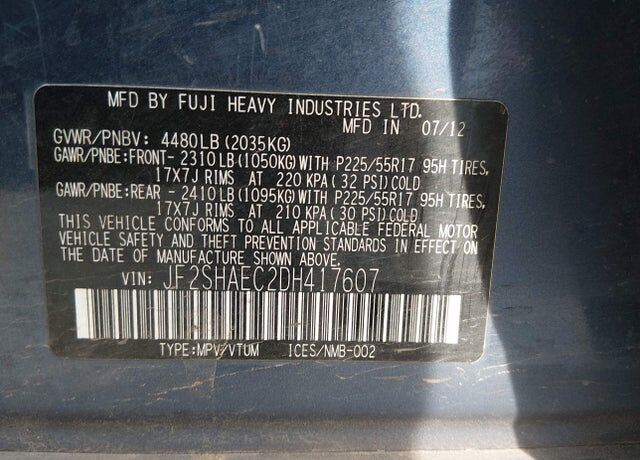 MFD BY FUJI HEAVY INDUSTRIES LTD.
MFD IN 07/12
GVWR/PNBV: 4480LB (2035KG)
GAWR/PNBE:FRONT- 2310 LB (1050KG) WITH P225/55R17 95H TIRES,
17X7J RIMS AT 220 KPA ( 32 PSI) COLD
GAWR/PNBE:REAR - 2410 LB (1095KG) WITH P225/55R17 95H TIRES,
17X7J RIMS AT 210 KPA ( 30 PSI) COLD
THIS VEHICLE CONFORMS TO ALL APPLICABLE FEDERAL MOTOR
VEHICLE SAFETY AND THEFT PREVENTION STANDARDS IN EFFECT ON
THE DATE OF MANUFACTURE SHOWN ABOVE.
VIN: JF2SHAEC2DH417607
TYPE:MPV/VTUM ICES/NMB-002